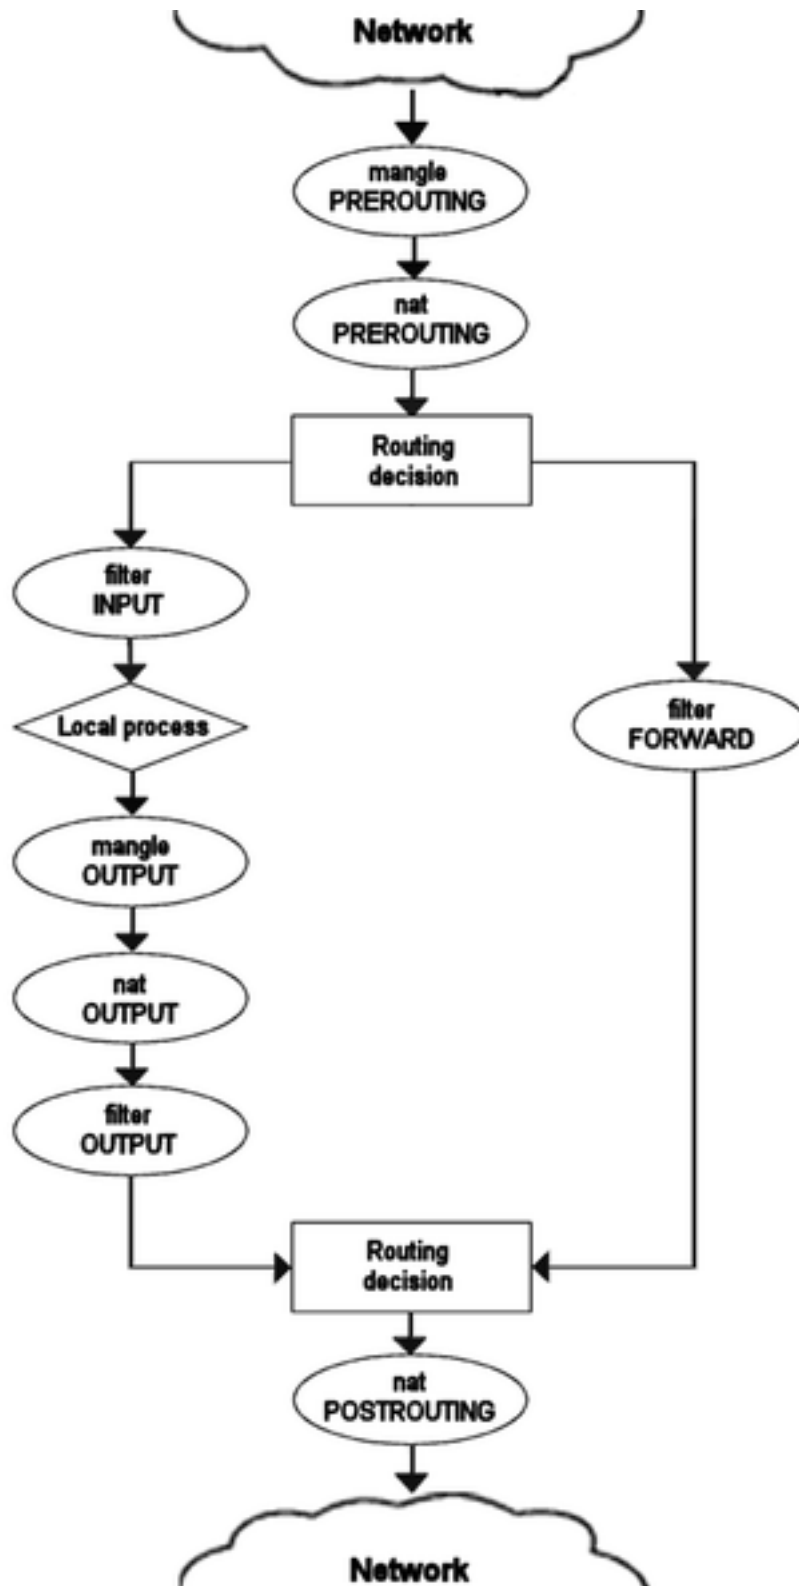 Network
mangle
PREROUTING
nat
PREROUTING
Routing
decision
filter
INPUT
Local process
filter
FORWARD
mangle
OUTPUT
nat
OUTPUT
filter
OUTPUT
Routing
decision
nat
POSTROUTING
Network